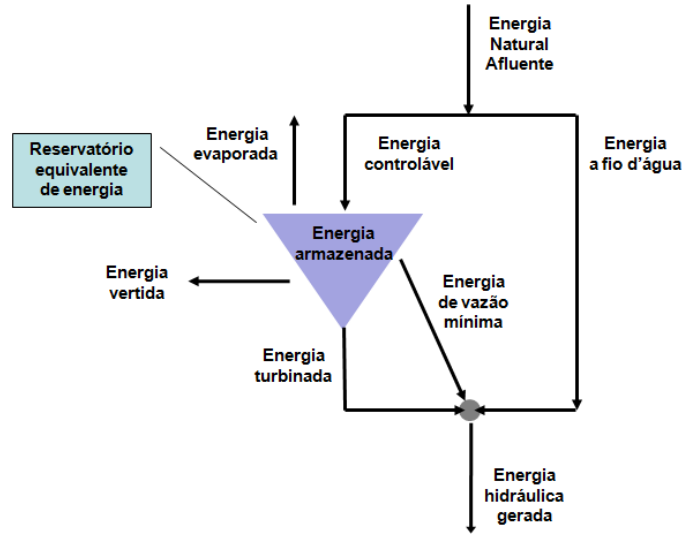 Energia
Natural
Afluente
Reservatório
equivalente
de energia
Energia
evaporada
Energia
controlável
Energia
a fio d'água
Energia
armazenada
Energia
vertida
Energia
de vazão
mínima
Energia
turbinada
Energia
hidráulica
gerada